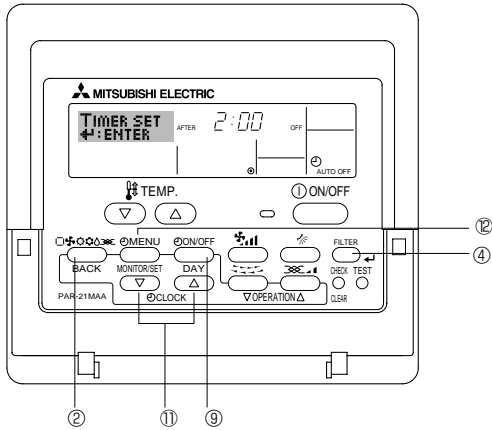 MITSUBISHI ELECTRIC
TIMER SET
↵:ENTER
AFTER 2:00 OFF
AUTO OFF
TEMP.
ON/OFF
MENU ON/OFF FILTER
BACK MONITOR/SET DAY CHECK TEST
PAR-21MAA CLOCK ▽OPERATION△ CLEAR
⑫
④
② ⑪ ⑨